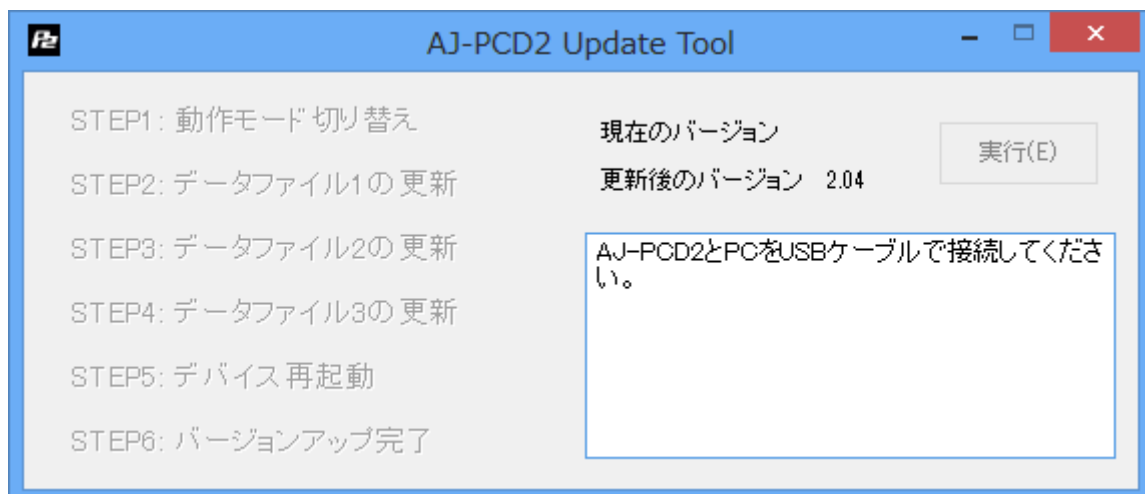 P2
AJ-PCD2 Update Tool
STEP1: 動作モード切り替え
STEP2: データファイル1の更新
STEP3: データファイル2の更新
STEP4: データファイル3の更新
STEP5: デバイス再起動
STEP6: バージョンアップ完了
現在のバージョン
更新後のバージョン 2.04
実行(E)
AJ-PCD2とPCをUSBケーブルで接続してくださ
い。